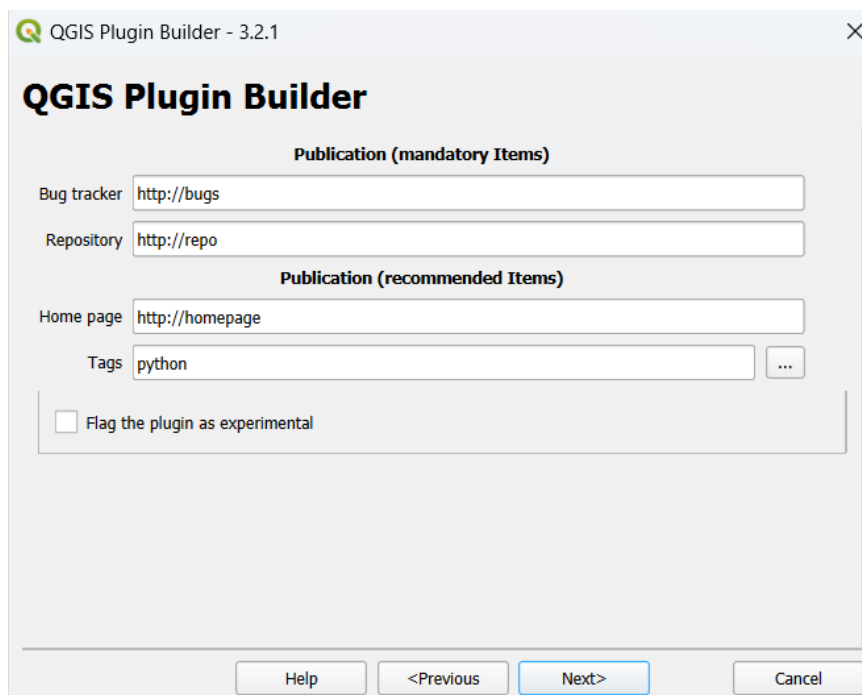 QGIS Plugin Builder - 3.2.1
QGIS Plugin Builder
Publication (mandatory Items)
Bug tracker http://bugs
Repository http://repo
Publication (recommended Items)
Home page http://homepage
Tags python ...
Flag the plugin as experimental
Help <Previous Next> Cancel